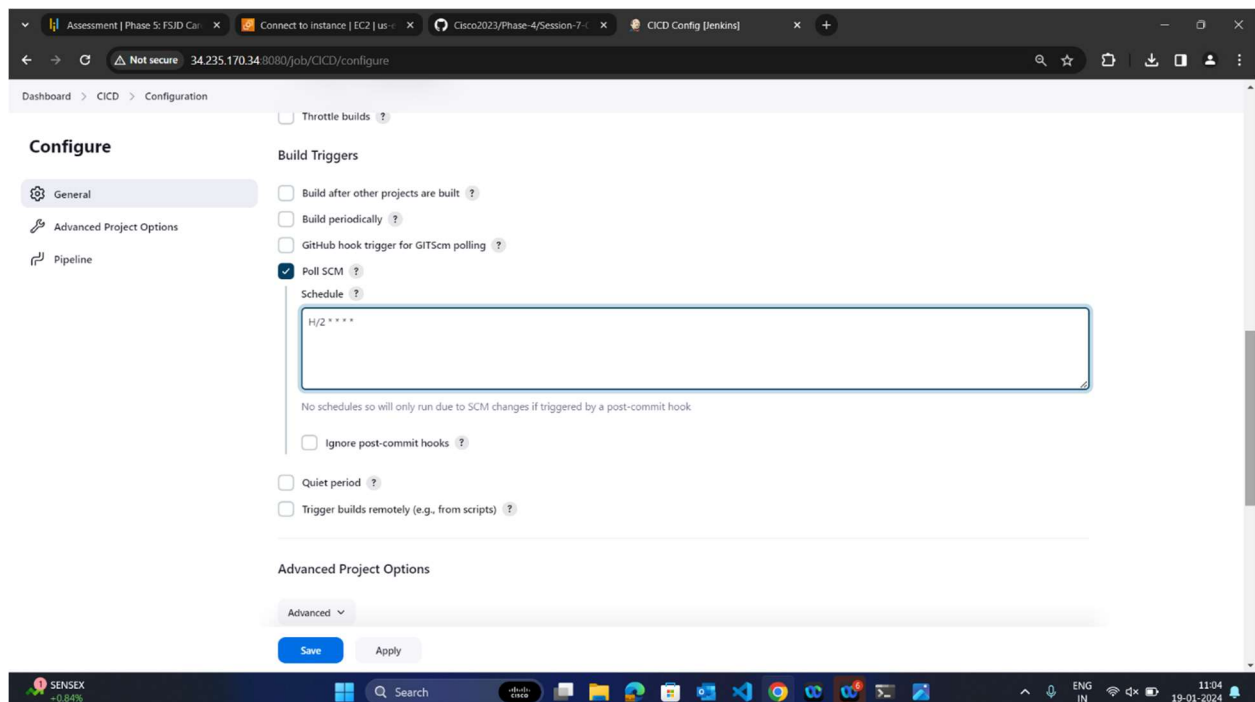 Assessment | Phase 5: FSJD Ca
Connect to instance | EC2 | us-e
Cisco2023/Phase-4/Session-7-
CICD Config [Jenkins]
Not secure 34.235.170.34:8080/job/CICD/configure
Dashboard > CICD > Configuration
Configure
General
Advanced Project Options
Pipeline
Throttle builds ?
Build Triggers
Build after other projects are built ?
Build periodically ?
GitHub hook trigger for GITScm polling ?
Poll SCM ?
Schedule ?
H/2 * * * *
No schedules so will only run due to SCM changes if triggered by a post-commit hook
Ignore post-commit hooks ?
Quiet period ?
Trigger builds remotely (e.g., from scripts) ?
Advanced Project Options
Advanced
Save Apply
1
SENSEX
+0.84%
Search
CISCO
6
ENG
IN
11:04
19-01-2024